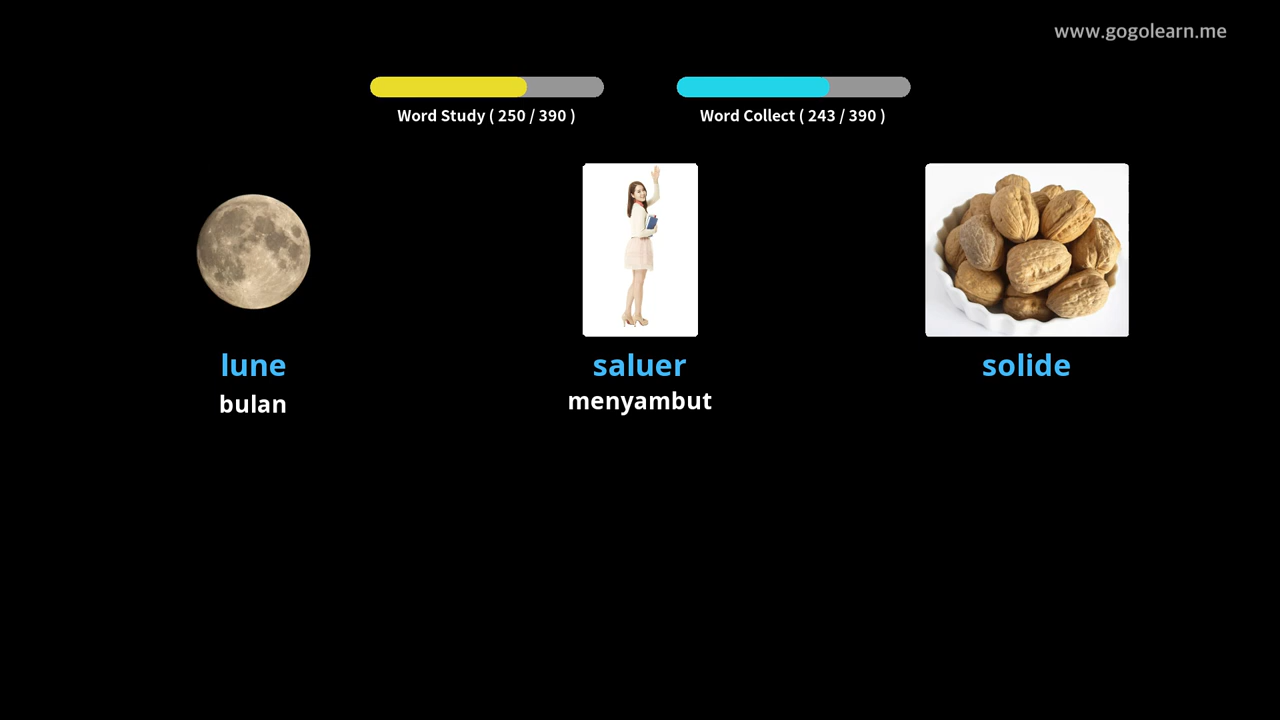 www.gogolearn.me
Word Study ( 250 / 390 )
Word Collect ( 243 / 390 )
lune
saluer
solide
bulan
menyambut